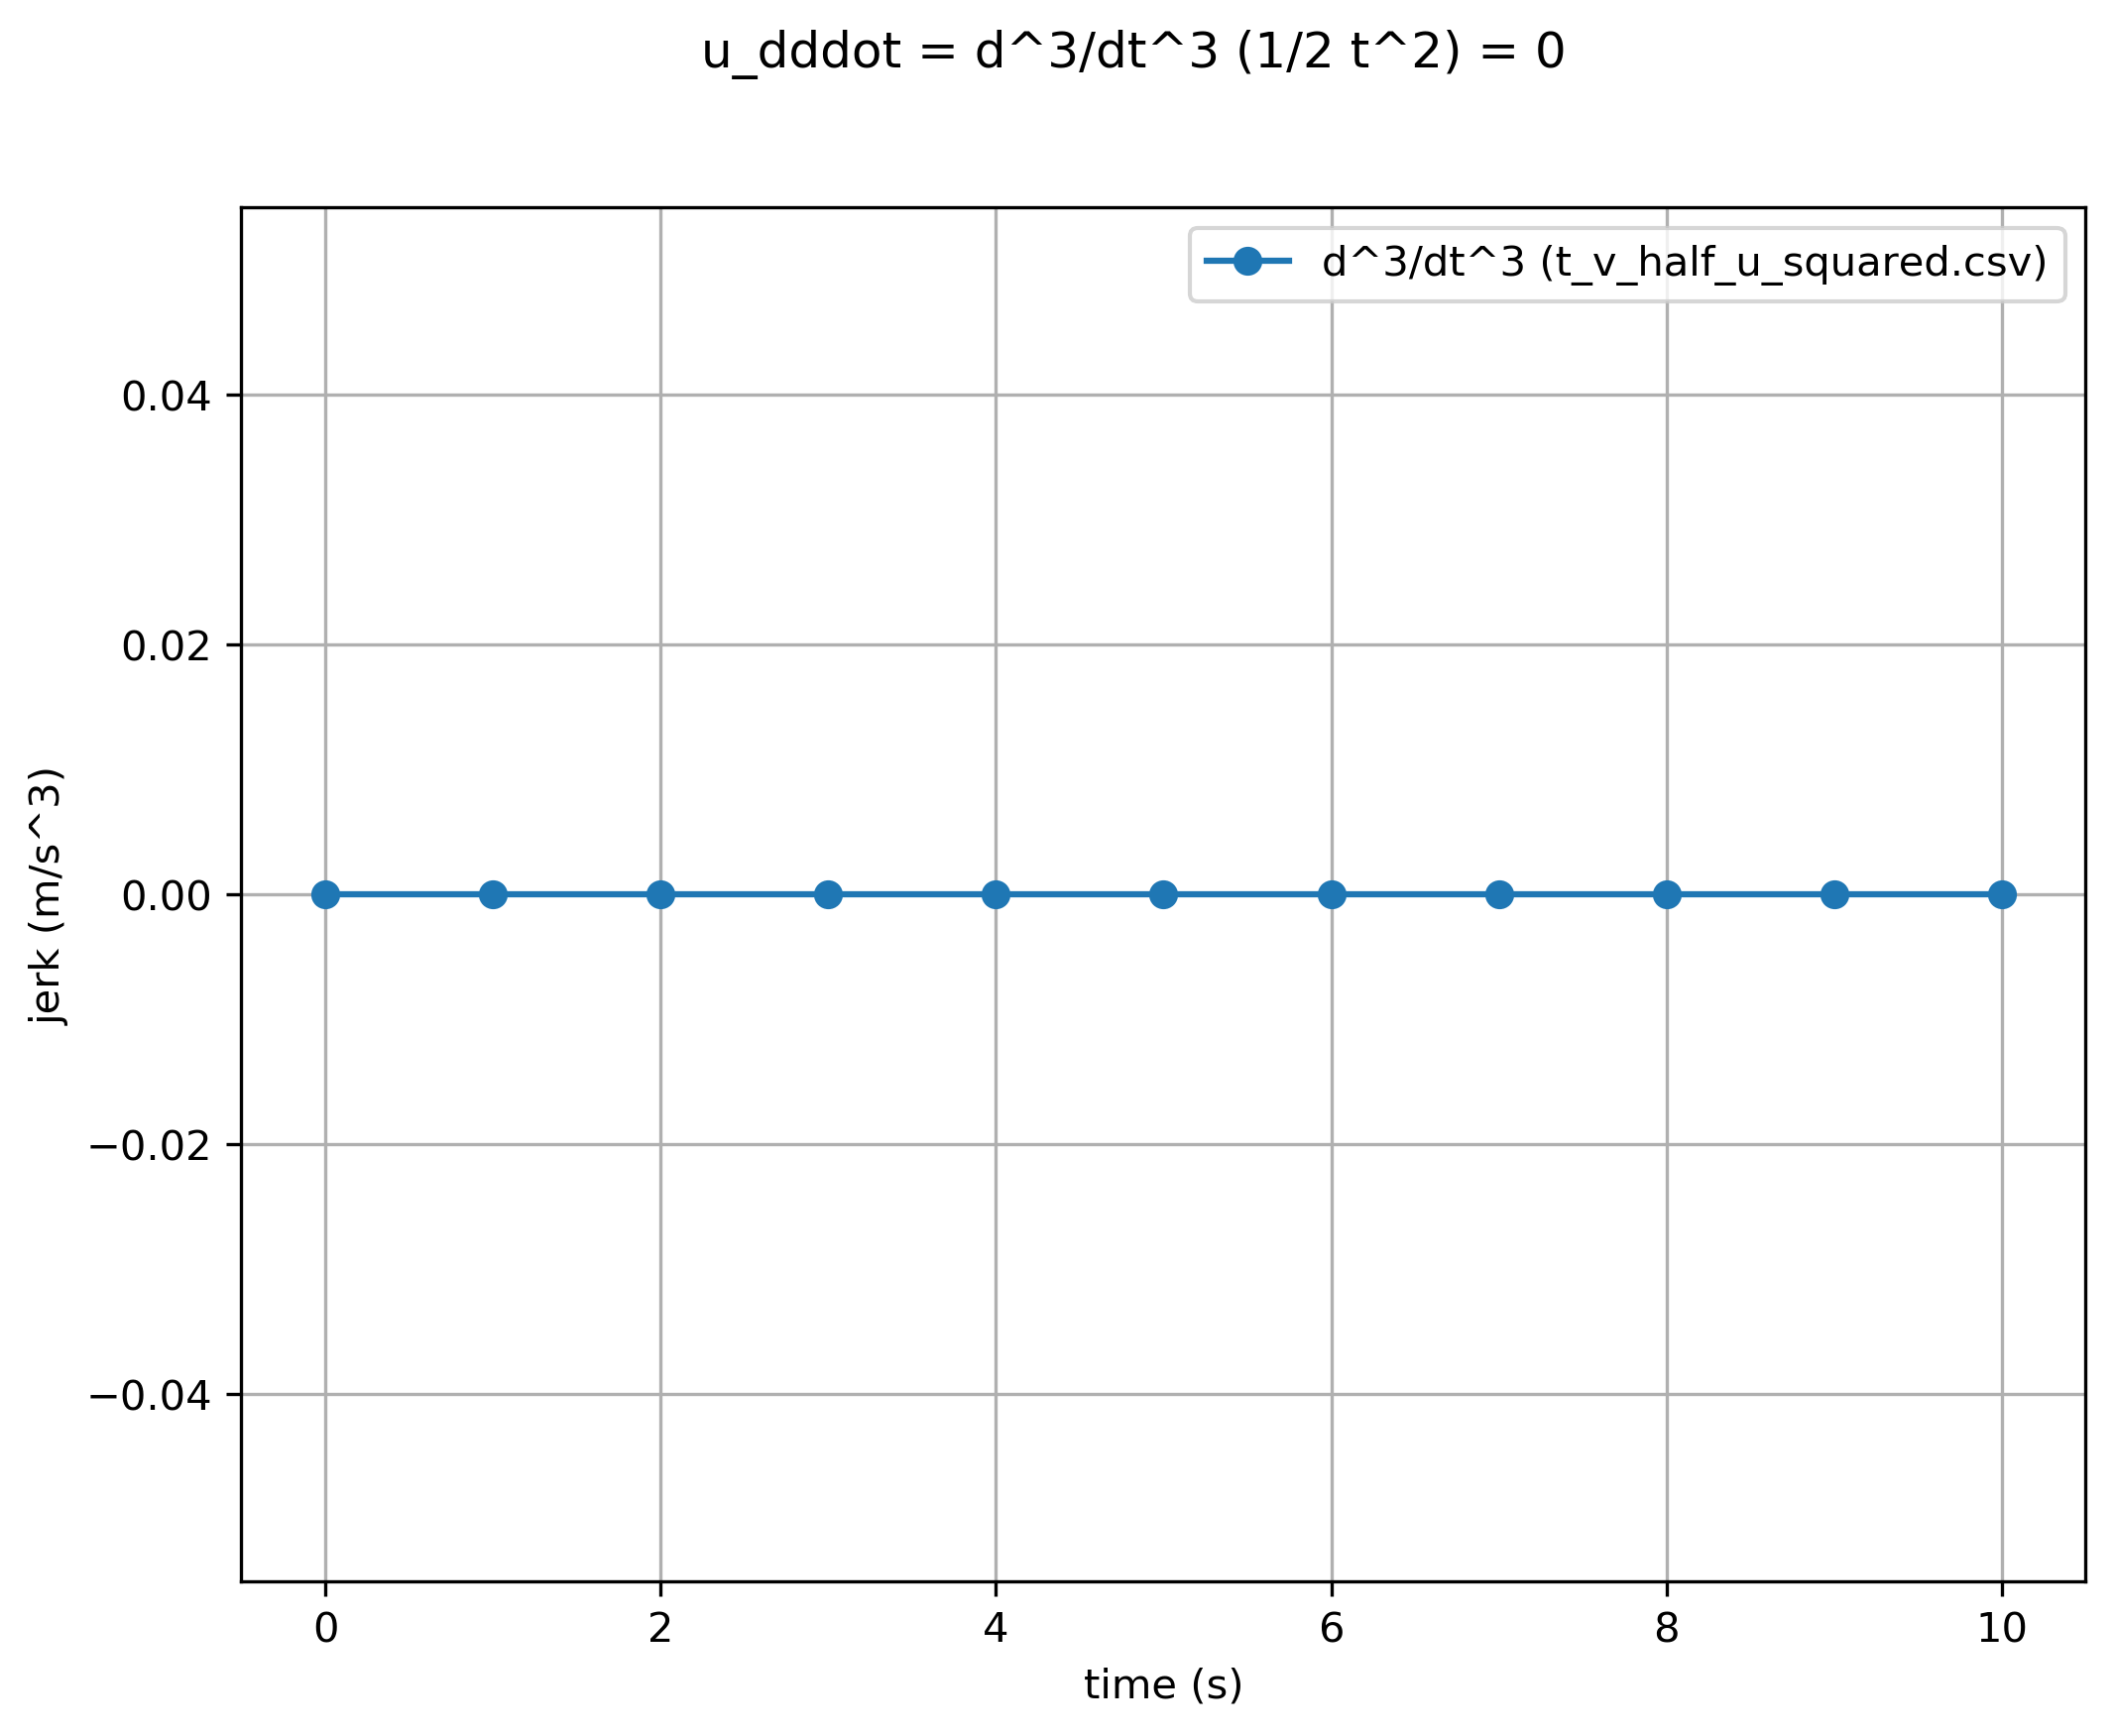 u_dddot = d^3/dt^3 (1/2 t^2) = 0
d^3/dt^3 (t_v_half_u_squared.csv)
jerk (m/s^3)
0.04
0.02
0.00
−0.02
−0.04
0 2 4 6 8 10
time (s)